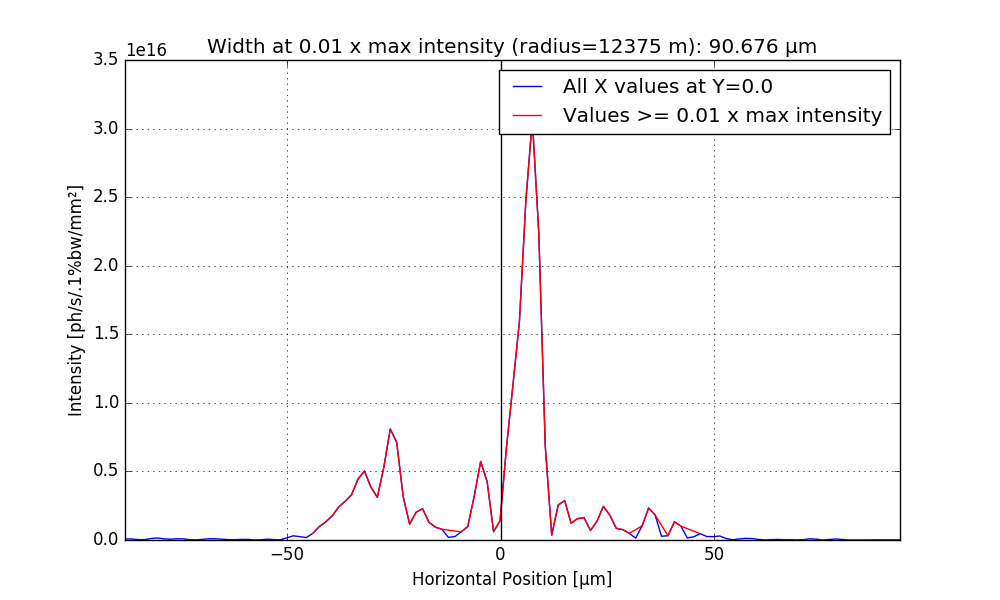 Width at 0.01 x max intensity (radius=12375 m): 90.676 µm
1e16
3.5
3.0
2.5
2.0
1.5
1.0
0.5
0.0
Intensity [ph/s/.1%bw/mm²]
All X values at Y=0.0
Values >= 0.01 x max intensity
−50
0
50
Horizontal Position [µm]